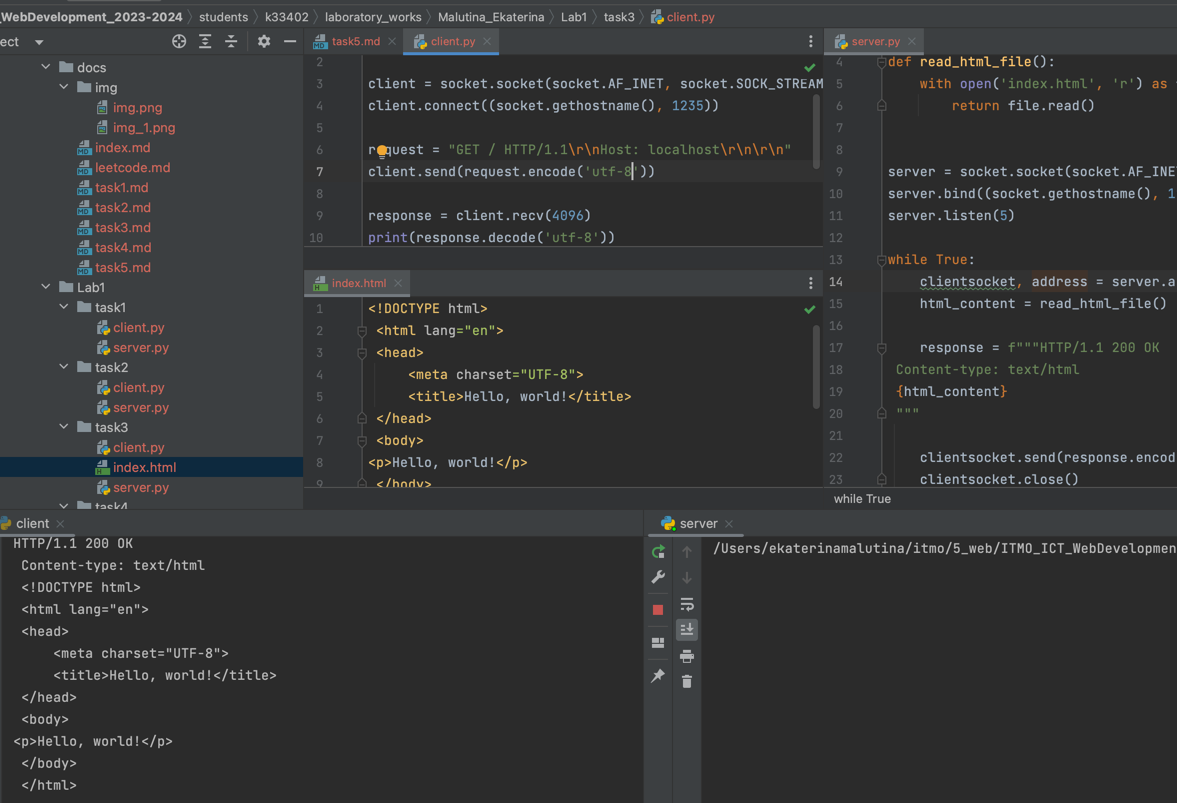 _WebDevelopment_2023-2024 students k33402 laboratory_works Malutina_Ekaterina Lab1 task3 client.py
ect
docs
img
img.png
img_1.png
index.md
leetcode.md
task1.md
task2.md
task3.md
task4.md
task5.md
Lab1
task1
client.py
server.py
task2
client.py
server.py
task3
client.py
index.html
server.py
task4
task5.md client.py
2
3 client = socket.socket(socket.AF_INET, socket.SOCK_STREAM
4 client.connect((socket.gethostname(), 1235))
5
6 request = "GET / HTTP/1.1\r\nHost: localhost\r\n\r\n"
7 client.send(request.encode('utf-8'))
8
9 response = client.recv(4096)
10 print(response.decode('utf-8'))
index.html
1 <!DOCTYPE html>
2 <html lang="en">
3 <head>
4 <meta charset="UTF-8">
5 <title>Hello, world!</title>
6 </head>
7 <body>
8 <p>Hello, world!</p>
9 </body>
server.py
4 def read_html_file():
5 with open('index.html', 'r') as
6 return file.read()
7
8
9 server = socket.socket(socket.AF_INE
10 server.bind((socket.gethostname(), 1
11 server.listen(5)
12
13 while True:
14 clientsocket, address = server.a
15 html_content = read_html_file()
16
17 response = f"""HTTP/1.1 200 OK
18 Content-type: text/html
19 {html_content}
20 """
21
22 clientsocket.send(response.encod
23 clientsocket.close()
while True
client
HTTP/1.1 200 OK
Content-type: text/html
<!DOCTYPE html>
<html lang="en">
<head>
<meta charset="UTF-8">
<title>Hello, world!</title>
</head>
<body>
<p>Hello, world!</p>
</body>
</html>
server
/Users/ekaterinamalutina/itmo/5_web/ITMO_ICT_WebDevelopmen